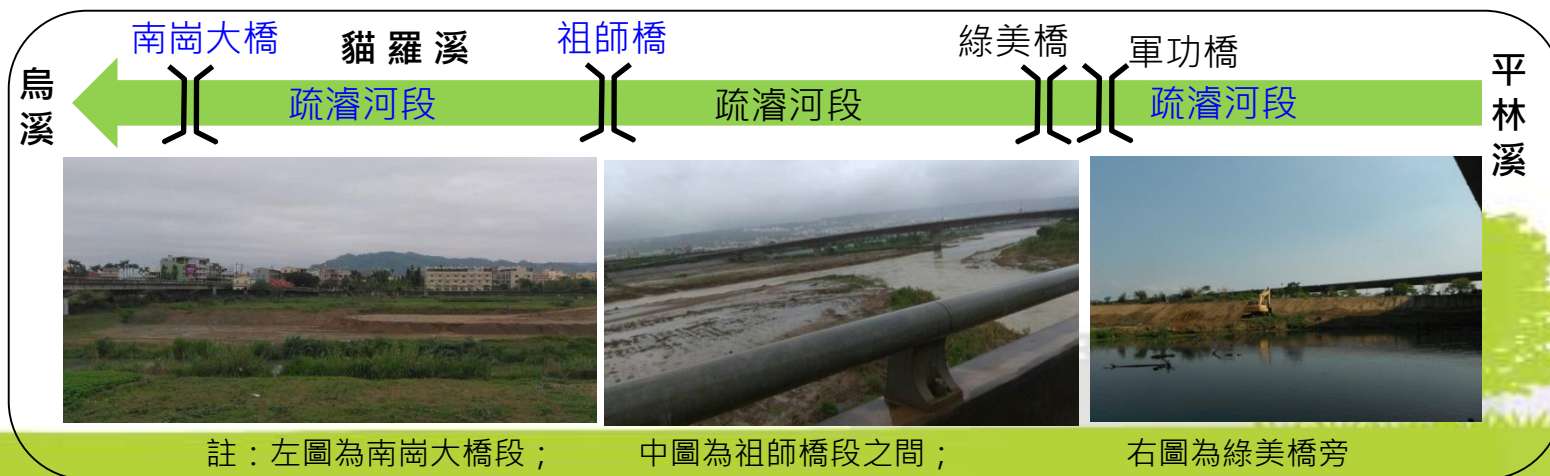 南崗大橋
貓羅溪
祖師橋
綠美橋
軍功橋
烏溪
疏濬河段
疏濬河段
疏濬河段
平林溪
註：左圖為南崗大橋段； 中圖為祖師橋段之間； 右圖為綠美橋旁